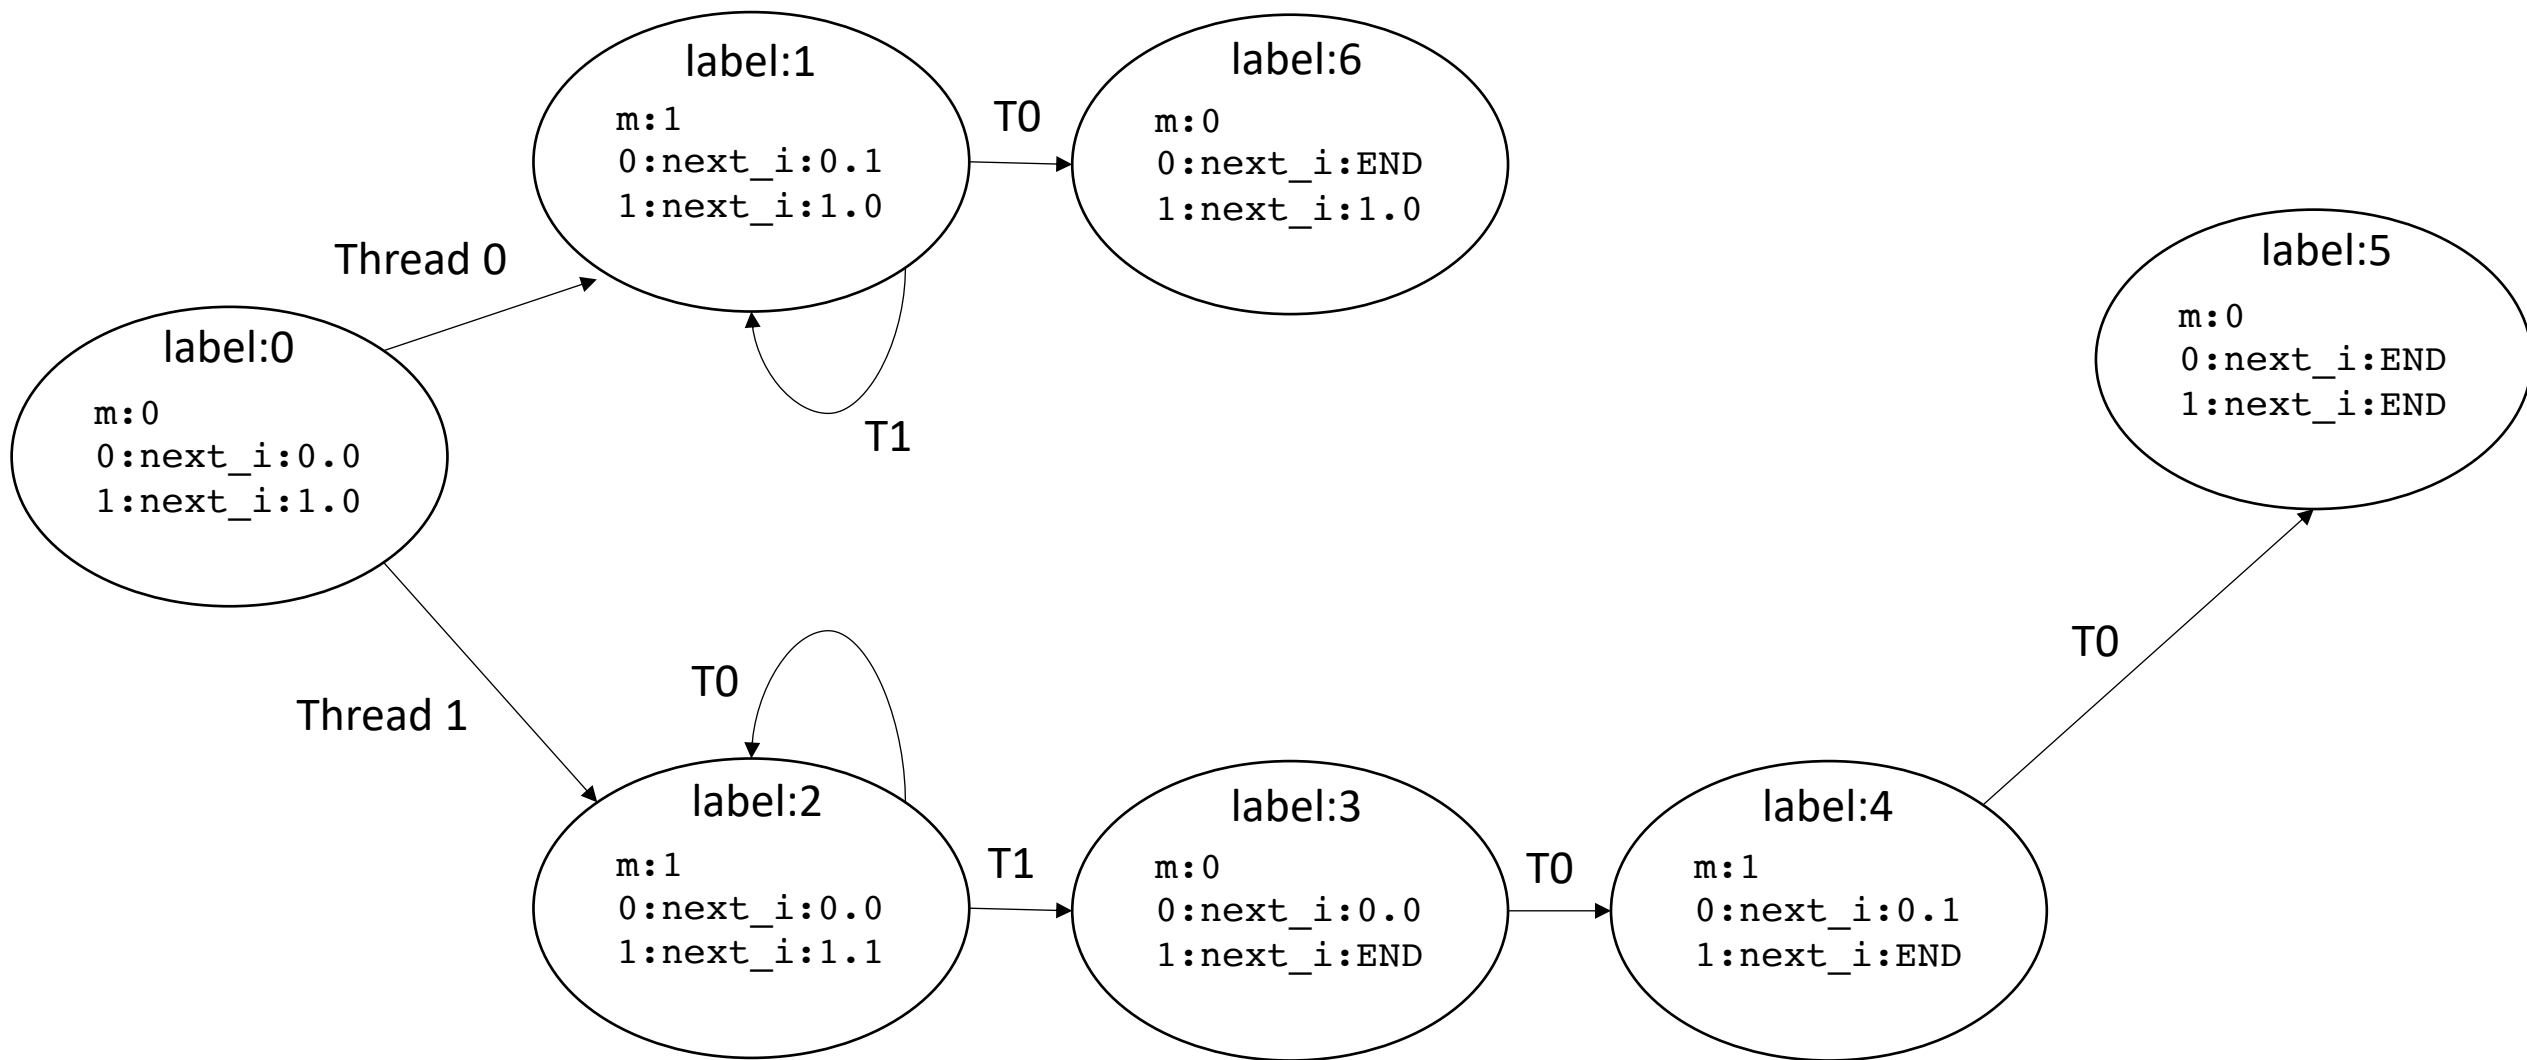 label:1
m:1
0:next_i:0.1
1:next_i:1.0
T0
label:6
m:0
0:next_i:END
1:next_i:1.0
Thread 0
T1
label:0
m:0
0:next_i:0.0
1:next_i:1.0
label:5
m:0
0:next_i:END
1:next_i:END
T0
Thread 1
T0
label:2
m:1
0:next_i:0.0
1:next_i:1.1
T1
label:3
m:0
0:next_i:0.0
1:next_i:END
T0
label:4
m:1
0:next_i:0.1
1:next_i:END